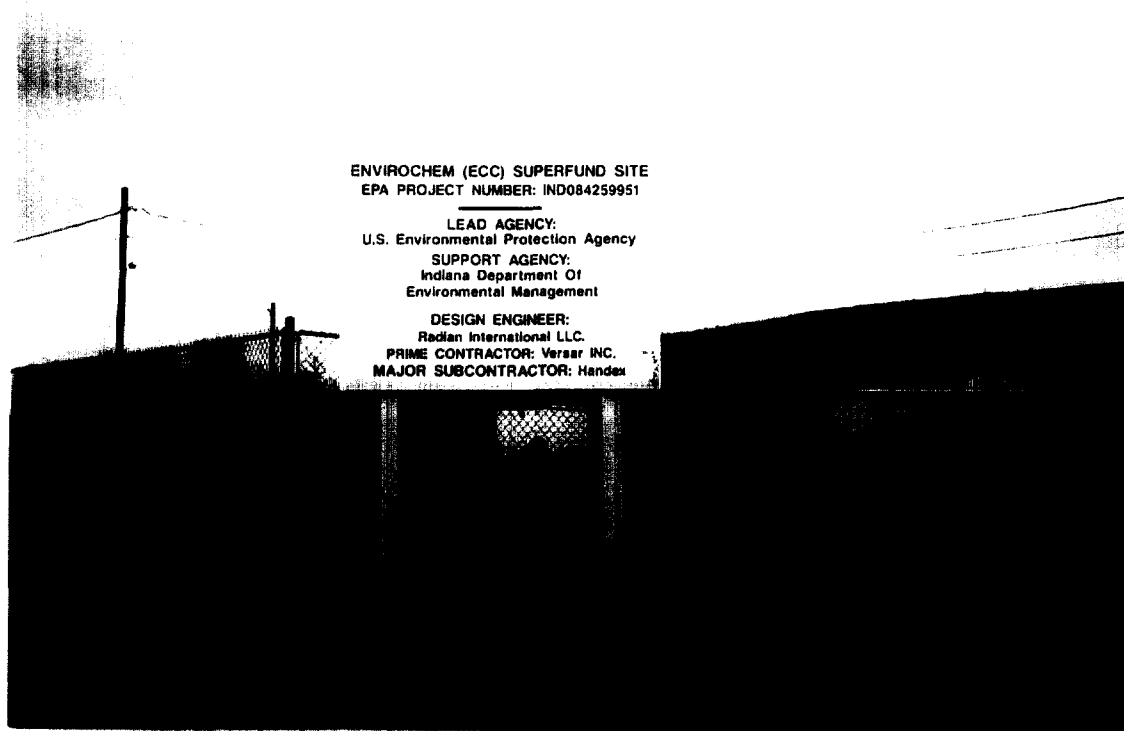 ENVIROCHEM (ECC) SUPERFUND SITE
EPA PROJECT NUMBER: IND084259951
LEAD AGENCY:
U.S. Environmental Protection Agency
SUPPORT AGENCY:
Indiana Department Of
Environmental Management
DESIGN ENGINEER:
Radian International LLC.
PRIME CONTRACTOR: Versar INC.
MAJOR SUBCONTRACTOR: Handex